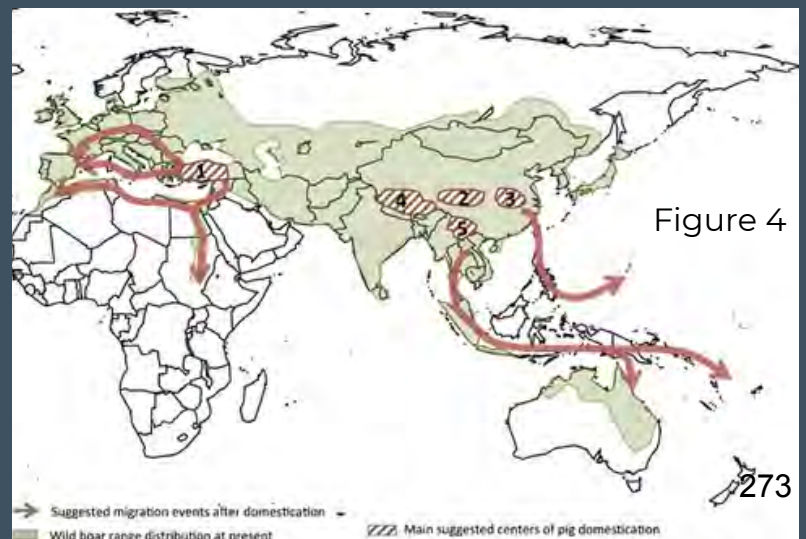 1
4
2
3
5
Figure 4
273
Suggested migration events after domestication
Wild boar range distribution at present
Main suggested centers of pig domestication